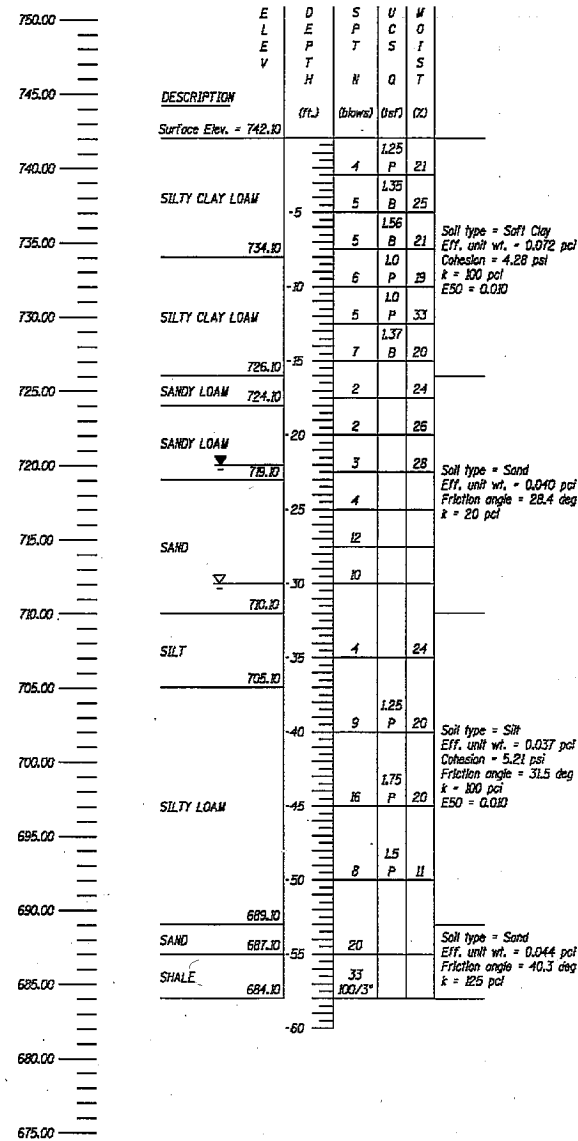 750.00
745.00
740.00
735.00
730.00
725.00
720.00
715.00
710.00
705.00
700.00
695.00
690.00
685.00
680.00
675.00
E L E V
D E P T H
S P T N
U C S Q
M O I S T
(ft.) (blows) (tsf) (%)
DESCRIPTION
Surface Elev. = 742.10
1.25
4 P 21
1.35
SILTY CLAY LOAM
-5 5 B 25
1.56
734.10 5 B 21
1.0
-10 6 P 19
1.0
SILTY CLAY LOAM 5 P 33
1.37
-15 7 B 20
726.10
SANDY LOAM 724.10 2 24
-20 2 26
SANDY LOAM
719.10 3 28
-25 4
SAND 12
-30 10
710.10
SILT -35 4 24
705.10
1.25
-40 9 P 20
1.75
SILTY LOAM -45 16 P 20
1.5
-50 8 P 11
689.10
SAND 687.10 -55 20
SHALE 33
684.10 100/3"
-60
Soil type = Soft Clay
Eff. unit wt. = 0.072 pci
Cohesion = 4.28 psi
k = 100 pci
E50 = 0.010
Soil type = Sand
Eff. unit wt. = 0.040 pci
Friction angle = 28.4 deg
k = 20 pci
Soil type = Silt
Eff. unit wt. = 0.037 pci
Cohesion = 5.21 psi
Friction angle = 31.5 deg
k = 100 pci
E50 = 0.010
Soil type = Sand
Eff. unit wt. = 0.044 pci
Friction angle = 40.3 deg
k = 125 pci